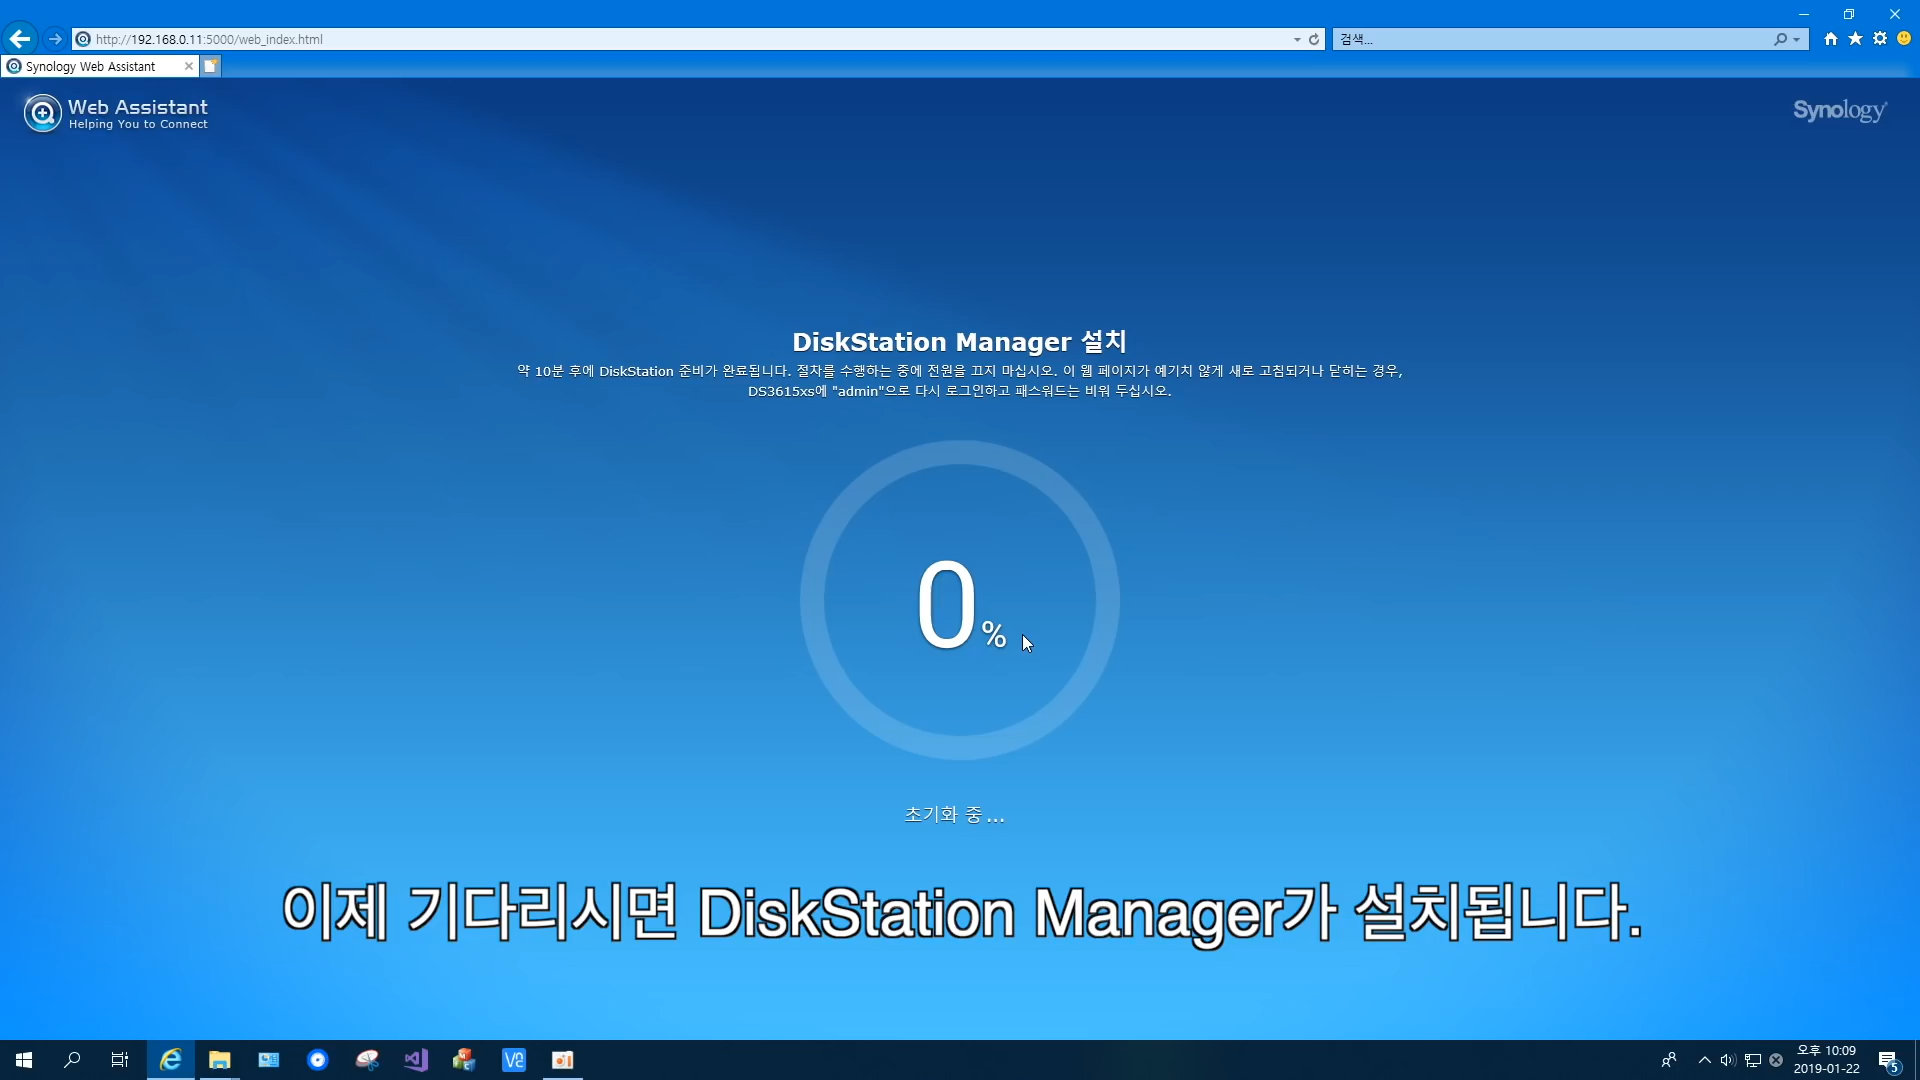 http://192.168.0.11:5000/web_index.html
검색...
Synology Web Assistant
Web Assistant
Helping You to Connect
Synology
DiskStation Manager 설치
약 10분 후에 DiskStation 준비가 완료됩니다. 절차를 수행하는 중에 전원을 끄지 마십시오. 이 웹 페이지가 예기치 않게 새로 고침되거나 닫히는 경우,
DS3615xs에 "admin"으로 다시 로그인하고 패스워드는 비워 두십시오.
0%
초기화 중...
이제 기다리시면 DiskStation Manager가 설치됩니다.
오후 10:09
2019-01-22
5